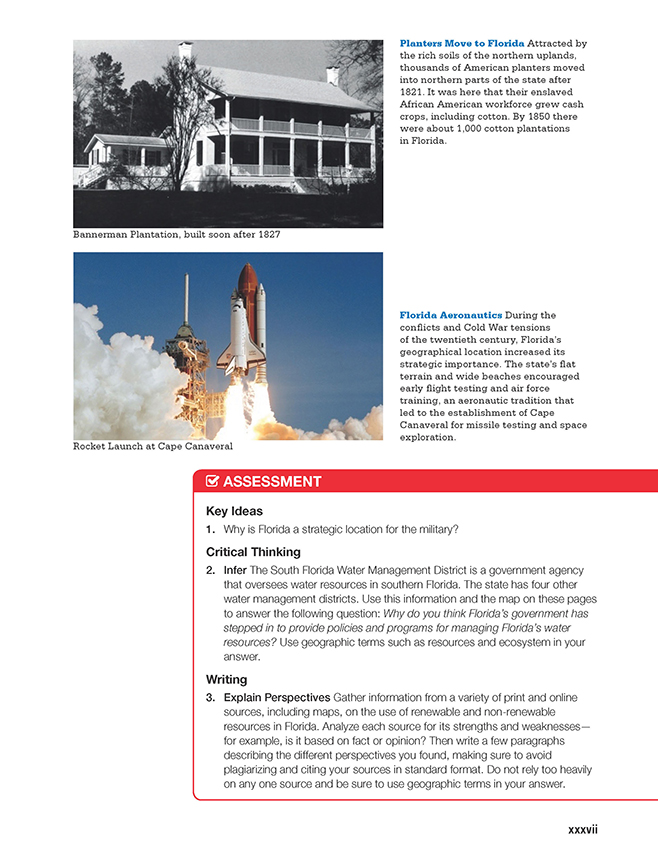 Planters Move to Florida Attracted by
the rich soils of the northern uplands,
thousands of American planters moved
into northern parts of the state after
1821. It was here that their enslaved
African American workforce grew cash
crops, including cotton. By 1850 there
were about 1,000 cotton plantations
in Florida.
Bannerman Plantation, built soon after 1827
Florida Aeronautics During the
conflicts and Cold War tensions
of the twentieth century, Florida's
geographical location increased its
strategic importance. The state's flat
terrain and wide beaches encouraged
early flight testing and air force
training, an aeronautic tradition that
led to the establishment of Cape
Canaveral for missile testing and space
exploration.
Rocket Launch at Cape Canaveral
ASSESSMENT
Key Ideas
1. Why is Florida a strategic location for the military?
Critical Thinking
2. Infer The South Florida Water Management District is a government agency
that oversees water resources in southern Florida. The state has four other
water management districts. Use this information and the map on these pages
to answer the following question: Why do you think Florida's government has
stepped in to provide policies and programs for managing Florida's water
resources? Use geographic terms such as resources and ecosystem in your
answer.
Writing
3. Explain Perspectives Gather information from a variety of print and online
sources, including maps, on the use of renewable and non-renewable
resources in Florida. Analyze each source for its strengths and weaknesses—
for example, is it based on fact or opinion? Then write a few paragraphs
describing the different perspectives you found, making sure to avoid
plagiarizing and citing your sources in standard format. Do not rely too heavily
on any one source and be sure to use geographic terms in your answer.
xxxvii